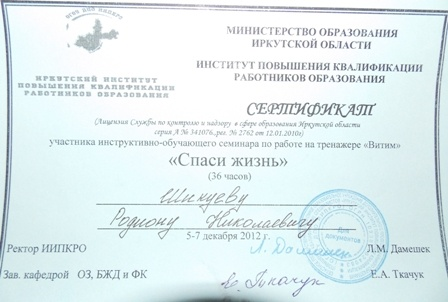 МИНИСТЕРСТВО ОБРАЗОВАНИЯ
ИРКУТСКОЙ ОБЛАСТИ
ИНСТИТУТ ПОВЫШЕНИЯ КВАЛИФИКАЦИИ
РАБОТНИКОВ ОБРАЗОВАНИЯ
ИРКУТСКИЙ ИНСТИТУТ
ПОВЫШЕНИЯ КВАЛИФИКАЦИИ
РАБОТНИКОВ ОБРАЗОВАНИЯ
СЕРТИФИКАТ
(Лицензия Службы по контролю и надзору в сфере образования Иркутской области
серия А № 341076, рег. № 2762 от 12.01.2010г)
участника инструктивно-обучающего семинара по работе на тренажере «Витим»
«Спаси жизнь»
(36 часов)
Шикуеву
Родиону Николаевичу
5-7 декабря 2012 г.
Для
документов
Ректор ИИПКРО Л.М. Дамешек
Зав. кафедрой ОЗ, БЖД и ФК Е.А. Ткачук